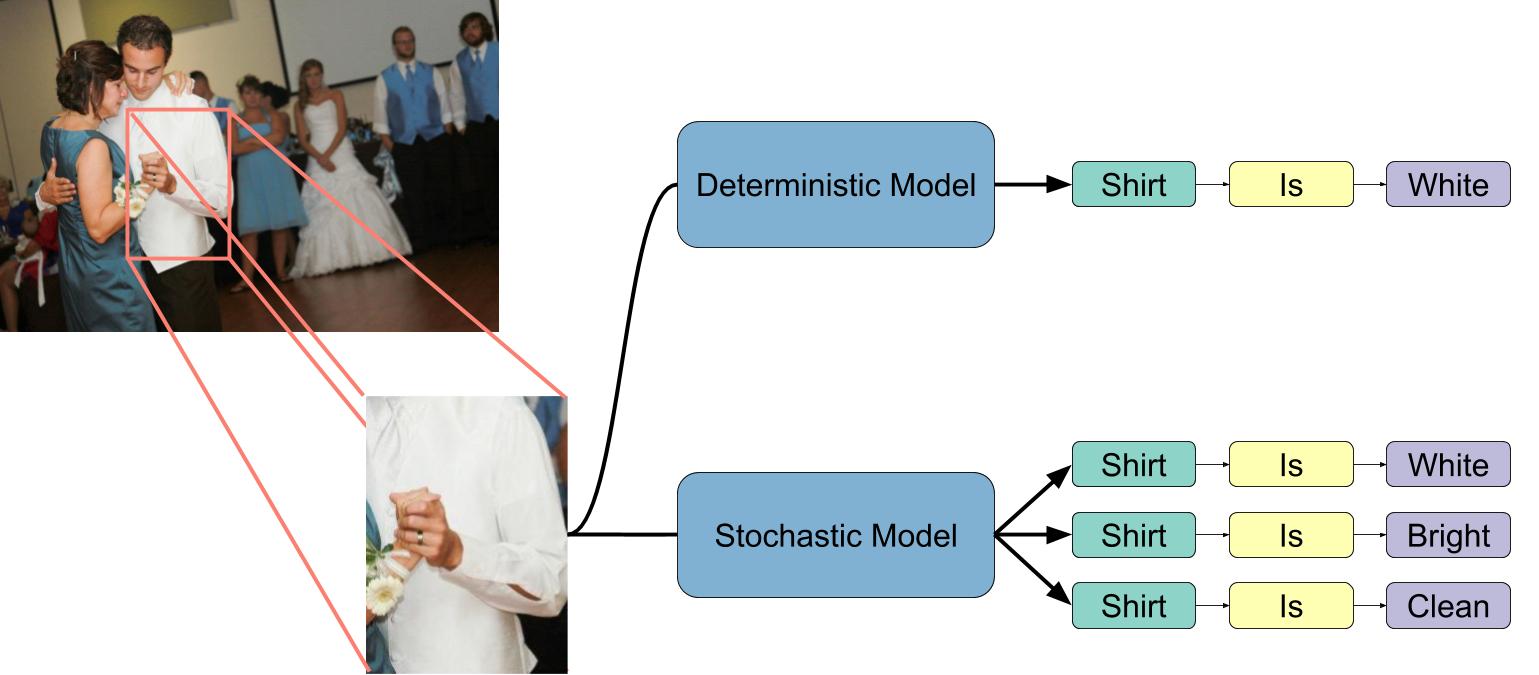 Deterministic Model
Shirt Is White
Stochastic Model
Shirt Is White
Shirt Is Bright
Shirt Is Clean